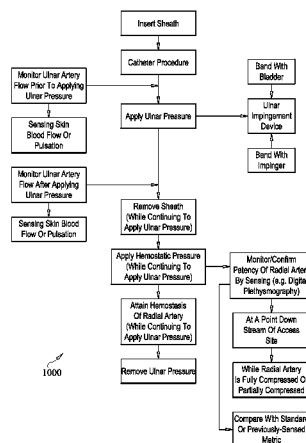 Insert Sheath
Catheter Procedure
Monitor Ulnar Artery
Flow Prior To Applying
Ulnar Pressure
Sensing Skin
Blood Flow Or
Pulsation
Apply Ulnar Pressure
Band With
Bladder
Ulnar
Impingement
Device
Band With
Impinger
Monitor Ulnar Artery
Flow After Applying
Ulnar Pressure
Sensing Skin Blood
Flow Or Pulsation
Remove Sheath
(While Continuing To
Apply Ulnar Pressure)
Apply Hemostatic Pressure
(While Continuing To
Apply Ulnar Pressure)
Attain Hemostasis
Of Radial Artery
(While Continuing To
Apply Ulnar Pressure)
Remove Ulnar Pressure
Monitor/Confirm
Patency Of Radial Artery
By Sensing (e.g. Digital
Plethysmography)
At A Point Down
Stream Of Access
Site
While Radial Artery
Is Fully Compressed Or
Partially Compressed
Compare With Standard
Or Previously-Sensed
Metric
1000